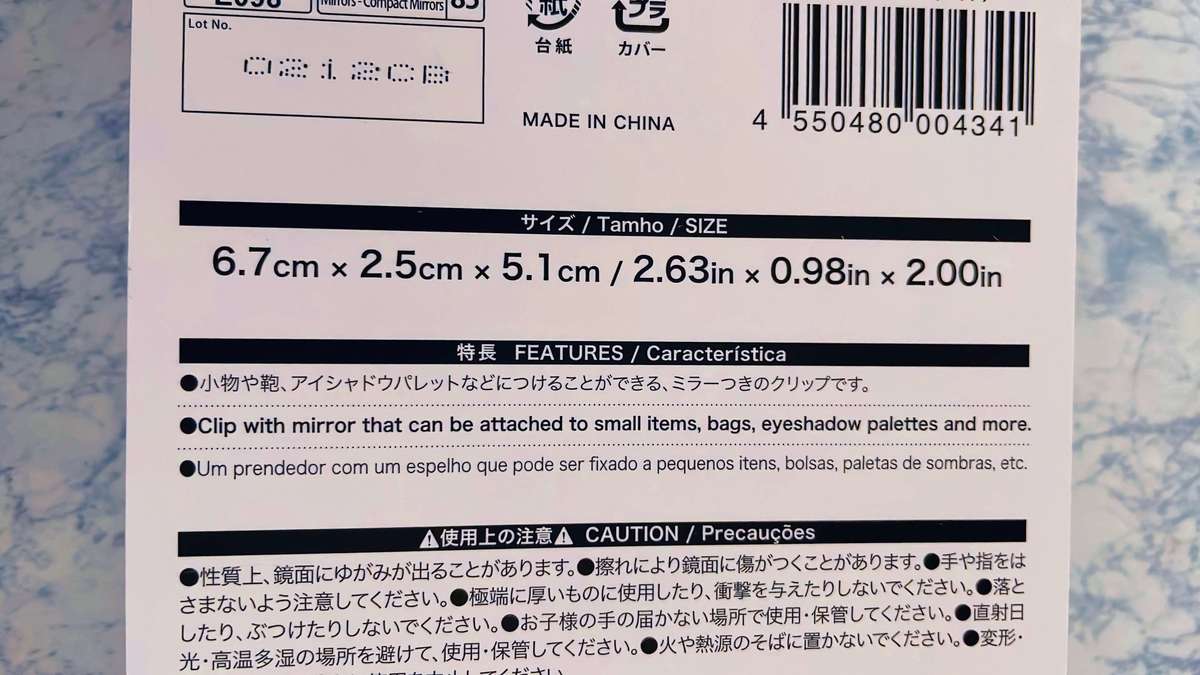 Mirrors - Compact Mirrors
Lot No.
紙
プラ
台紙
カバー
MADE IN CHINA
4 550480 004341
サイズ / Tamho / SIZE
6.7cm × 2.5cm × 5.1cm / 2.63in × 0.98in × 2.00in
特長 FEATURES / Característica
●小物や鞄、アイシャドウパレットなどにつけることができる、ミラーつきのクリップです。
●Clip with mirror that can be attached to small items, bags, eyeshadow palettes and more.
●Um prendedor com um espelho que pode ser fixado a pequenos itens, bolsas, paletas de sombras, etc.
⚠使用上の注意⚠ CAUTION / Precauções
●性質上、鏡面にゆがみが出ることがあります。●擦れにより鏡面に傷がつくことがあります。●手や指をは
さまないよう注意してください。●極端に厚いものに使用したり、衝撃を与えたりしないでください。●落と
したり、ぶつけたりしないでください。●お子様の手の届かない場所で使用・保管してください。●直射日
光・高温多湿の場所を避けて、使用・保管してください。●火や熱源のそばに置かないでください。●変形・